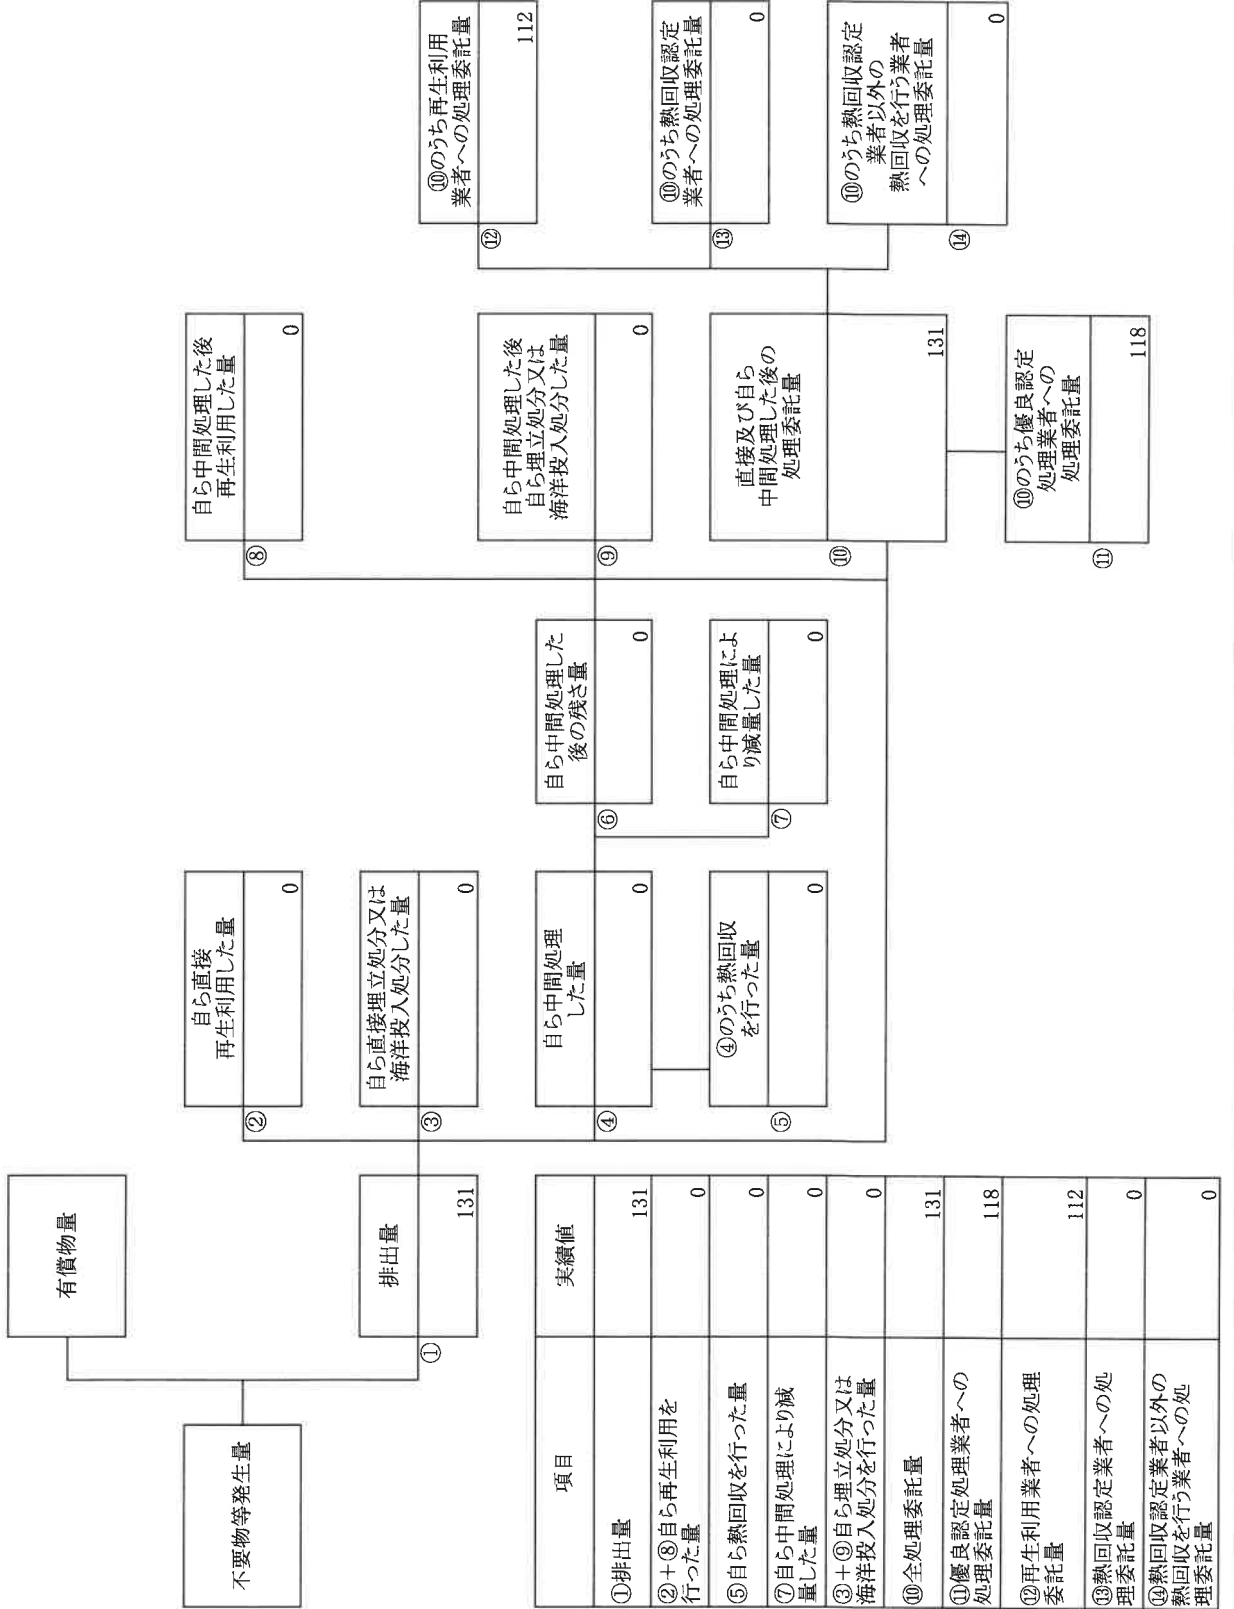 不要物等発生量
有償物量
①
排出量
131
②
自ら直接
再生利用した量
0
③
自ら直接埋立処分又は
海洋投入処分した量
0
④
自ら中間処理
した量
0
⑤
④のうち熱回収
を行った量
0
⑥
自ら中間処理した
後の残さ量
0
⑦
自ら中間処理によ
り減量した量
0
⑧
自ら中間処理した後
再生利用した量
0
⑨
自ら中間処理した後
自ら埋立処分又は
海洋投入処分した量
0
⑩
直接及び自ら
中間処理した後の
処理委託量
131
⑪
⑩のうち優良認定
処理業者への
処理委託量
118
⑫
⑩のうち再生利用
業者への処理委託量
112
⑬
⑩のうち熱回収認定
業者への処理委託量
0
⑭
⑩のうち熱回収認定
業者以外の
熱回収を行う業者
への処理委託量
0
項目
実績値
①排出量
131
②+⑧自ら再生利用を
行った量
0
⑤自ら熱回収を行った量
0
⑦自ら中間処理により減
量した量
0
③+⑨自ら埋立処分又は
海洋投入処分を行った量
0
⑩全処理委託量
131
⑪優良認定処理業者への
処理委託量
118
⑫再生利用業者への処理
委託量
112
⑬熱回収認定業者への処
理委託量
0
⑭熱回収認定業者以外の
熱回収を行う業者への処
理委託量
0